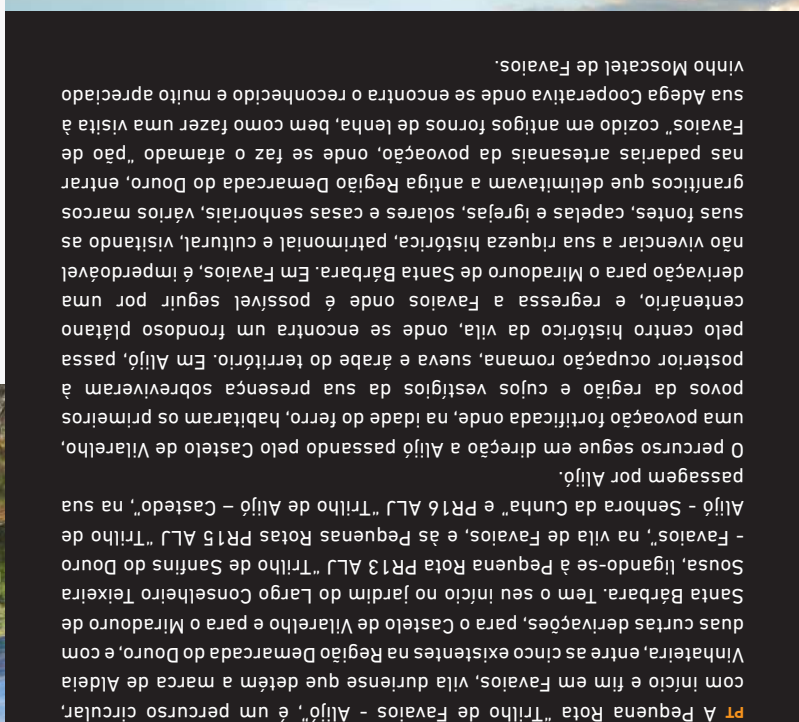 PT A Pequena Rota "Trilho de Favaios - Alijó", é um percurso circular,
com início e fim em Favaios, vila duriense que detém a marca de Aldeia
Vinhateira, entre as cinco existentes na Região Demarcada do Douro, e com
duas curtas derivações, para o Castelo de Vilarelho e para o Miradouro de
Santa Bárbara. Tem o seu início no jardim do Largo Conselheiro Teixeira
Sousa, ligando-se à Pequena Rota PR13 ALJ "Trilho de Sanfins do Douro
- Favaios", na vila de Favaios, e às Pequenas Rotas PR15 ALJ "Trilho de
Alijó - Senhora da Cunha" e PR16 ALJ "Trilho de Alijó – Castedo", na sua
passagem por Alijó.
O percurso segue em direção a Alijó passando pelo Castelo de Vilarelho,
uma povoação fortificada onde, na idade do ferro, habitaram os primeiros
povos da região e cujos vestígios da sua presença sobreviveram à
posterior ocupação romana, sueva e árabe do território. Em Alijó, passa
pelo centro histórico da vila, onde se encontra um frondoso plátano
centenário, e regressa a Favaios onde é possível seguir por uma
derivação para o Miradouro de Santa Bárbara. Em Favaios, é imperdoável
não vivenciar a sua riqueza histórica, patrimonial e cultural, visitando as
suas fontes, capelas e igrejas, solares e casas senhoriais, vários marcos
graníticos que delimitavam a antiga Região Demarcada do Douro, entrar
nas padarias artesanais da povoação, onde se faz o afamado "pão de
Favaios" cozido em antigos fornos de lenha, bem como fazer uma visita à
sua Adega Cooperativa onde se encontra o reconhecido e muito apreciado
vinho Moscatel de Favaios.